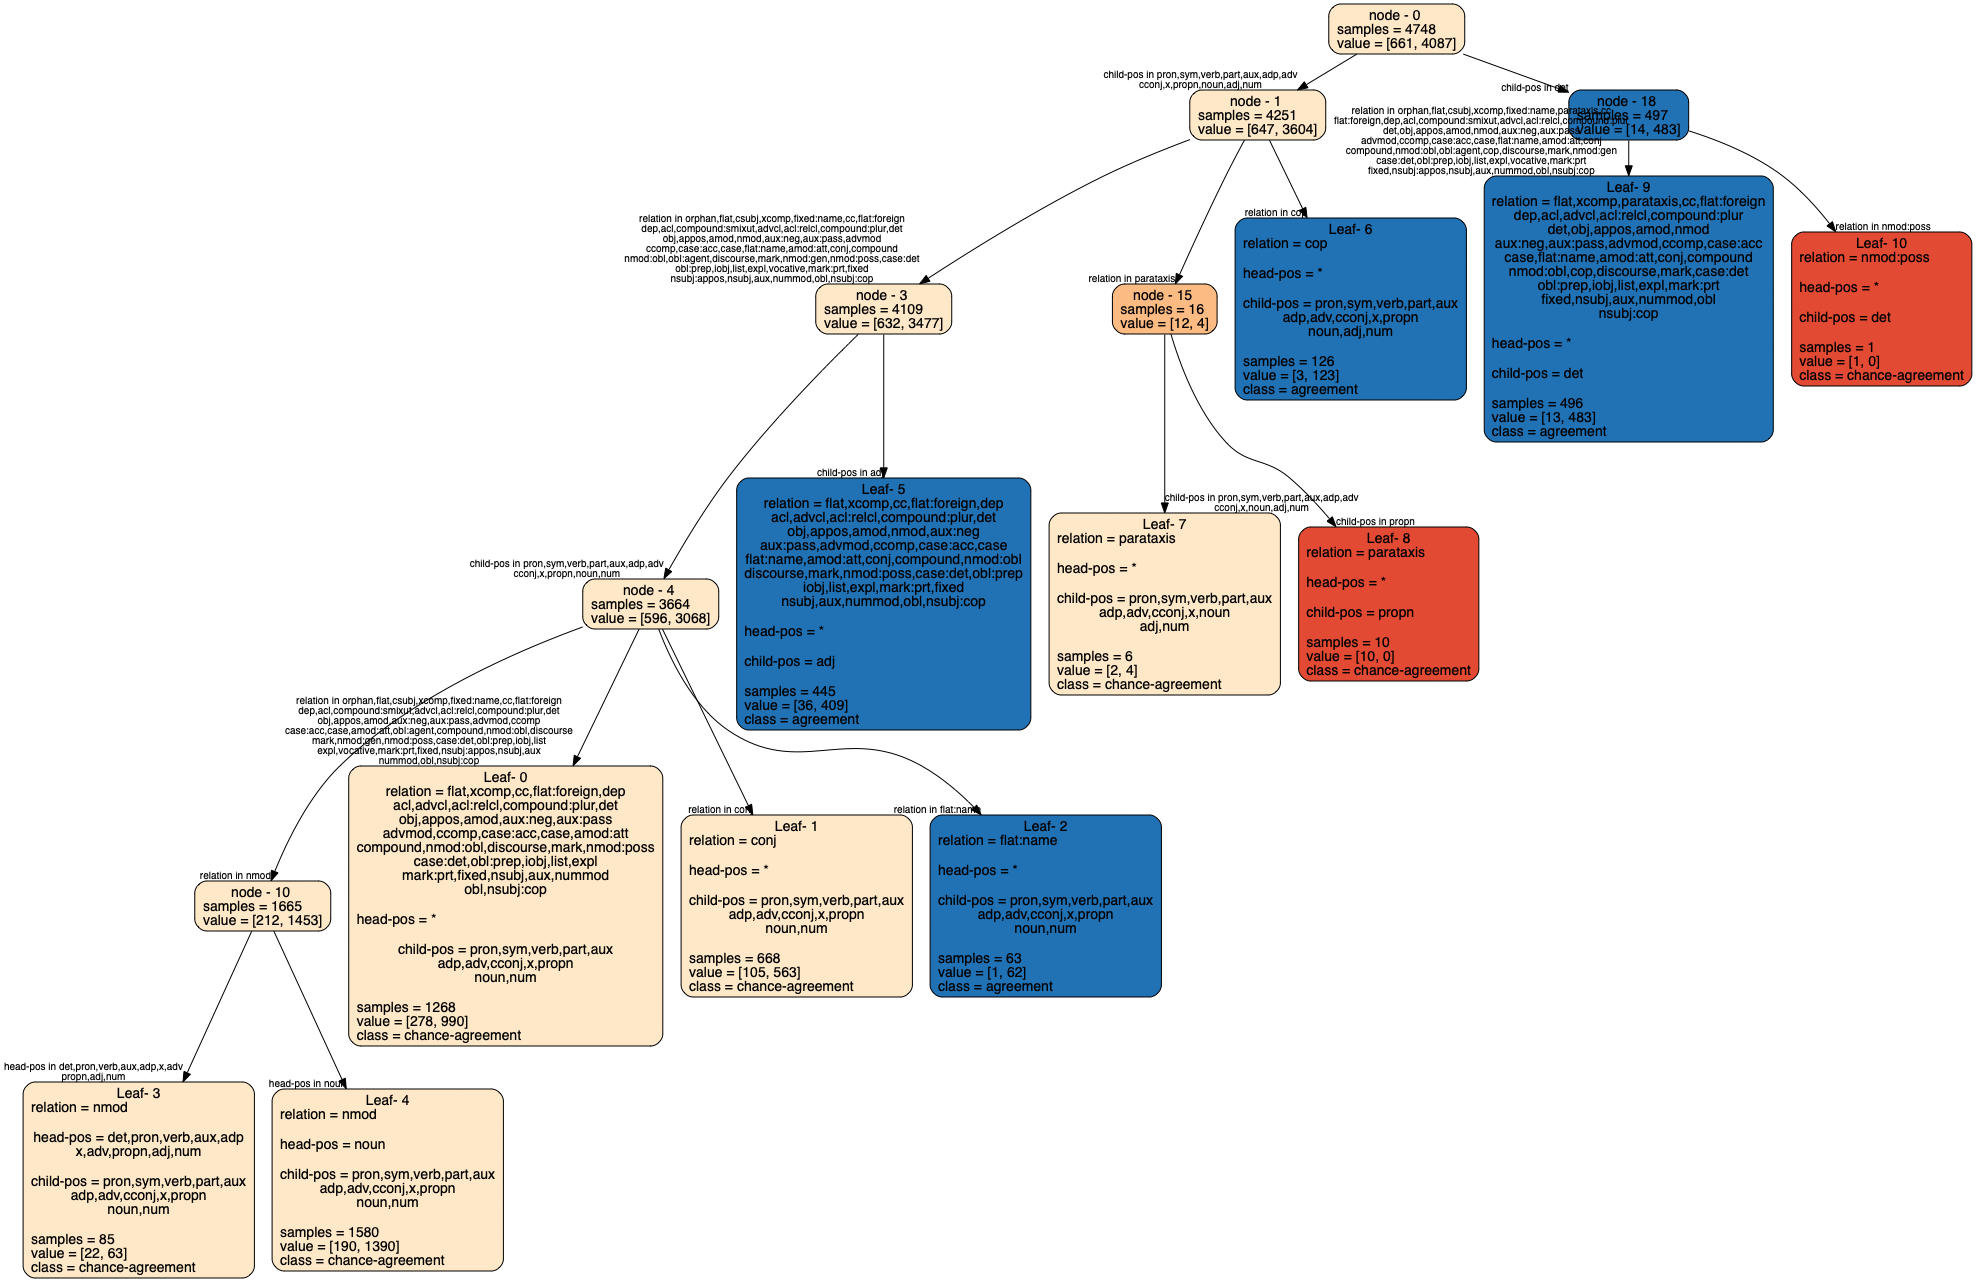 node - 0
samples = 4748
value = [661, 4087]
child-pos in pron,sym,verb,part,aux,adp,adv
cconj,x,propn,noun,adj,num
node - 1
samples = 4251
value = [647, 3604]
child-pos in det
node - 18
samples = 497
value = [14, 483]
relation in orphan,flat,csubj,xcomp,fixed:name,cc,flat:foreign
dep,acl,compound:smixut,advcl,acl:relcl,compound:plur,det
obj,appos,amod,nmod,aux:neg,aux:pass,advmod
ccomp,case:acc,case,flat:name,amod:att,conj,compound
nmod:obl,obl:agent,discourse,mark,nmod:gen,nmod:poss,case:det
obl:prep,iobj,list,expl,vocative,mark:prt,fixed
nsubj:appos,nsubj,aux,nummod,obl,nsubj:cop
node - 3
samples = 4109
value = [632, 3477]
relation in parataxis
node - 15
samples = 16
value = [12, 4]
relation in cop
Leaf- 6
relation = cop
head-pos = *
child-pos = pron,sym,verb,part,aux
adp,adv,cconj,x,propn
noun,adj,num
samples = 126
value = [3, 123]
class = agreement
relation in orphan,flat,csubj,xcomp,fixed:name,parataxis,cc
flat:foreign,dep,acl,compound:smixut,advcl,acl:relcl,compound:plur
det,obj,appos,amod,nmod,aux:neg,aux:pass
advmod,ccomp,case:acc,case,flat:name,amod:att,conj
compound,nmod:obl,obl:agent,cop,discourse,mark,nmod:gen
case:det,obl:prep,iobj,list,expl,vocative,mark:prt
fixed,nsubj:appos,nsubj,aux,nummod,obl,nsubj:cop
Leaf- 9
relation = flat,xcomp,parataxis,cc,flat:foreign
dep,acl,advcl,acl:relcl,compound:plur
det,obj,appos,amod,nmod
aux:neg,aux:pass,advmod,ccomp,case:acc
case,flat:name,amod:att,conj,compound
nmod:obl,cop,discourse,mark,case:det
obl:prep,iobj,list,expl,mark:prt
fixed,nsubj,aux,nummod,obl
nsubj:cop
head-pos = *
child-pos = det
samples = 496
value = [13, 483]
class = agreement
relation in nmod:poss
Leaf- 10
relation = nmod:poss
head-pos = *
child-pos = det
samples = 1
value = [1, 0]
class = chance-agreement
child-pos in pron,sym,verb,part,aux,adp,adv
cconj,x,propn,noun,num
node - 4
samples = 3664
value = [596, 3068]
child-pos in adj
Leaf- 5
relation = flat,xcomp,cc,flat:foreign,dep
acl,advcl,acl:relcl,compound:plur,det
obj,appos,amod,nmod,aux:neg
aux:pass,advmod,ccomp,case:acc,case
flat:name,amod:att,conj,compound,nmod:obl
discourse,mark,nmod:poss,case:det,obl:prep
iobj,list,expl,mark:prt,fixed
nsubj,aux,nummod,obl,nsubj:cop
head-pos = *
child-pos = adj
samples = 445
value = [36, 409]
class = agreement
child-pos in pron,sym,verb,part,aux,adp,adv
cconj,x,noun,adj,num
Leaf- 7
relation = parataxis
head-pos = *
child-pos = pron,sym,verb,part,aux
adp,adv,cconj,x,noun
adj,num
samples = 6
value = [2, 4]
class = chance-agreement
child-pos in propn
Leaf- 8
relation = parataxis
head-pos = *
child-pos = propn
samples = 10
value = [10, 0]
class = chance-agreement
relation in nmod
node - 10
samples = 1665
value = [212, 1453]
relation in orphan,flat,csubj,xcomp,fixed:name,cc,flat:foreign
dep,acl,compound:smixut,advcl,acl:relcl,compound:plur,det
obj,appos,amod,aux:neg,aux:pass,advmod,ccomp
case:acc,case,amod:att,obl:agent,compound,nmod:obl,discourse
mark,nmod:gen,nmod:poss,case:det,obl:prep,iobj,list
expl,vocative,mark:prt,fixed,nsubj:appos,nsubj,aux
nummod,obl,nsubj:cop
Leaf- 0
relation = flat,xcomp,cc,flat:foreign,dep
acl,advcl,acl:relcl,compound:plur,det
obj,appos,amod,aux:neg,aux:pass
advmod,ccomp,case:acc,case,amod:att
compound,nmod:obl,discourse,mark,nmod:poss
case:det,obl:prep,iobj,list,expl
mark:prt,fixed,nsubj,aux,nummod
obl,nsubj:cop
head-pos = *
child-pos = pron,sym,verb,part,aux
adp,adv,cconj,x,propn
noun,num
samples = 1268
value = [278, 990]
class = chance-agreement
relation in conj
Leaf- 1
relation = conj
head-pos = *
child-pos = pron,sym,verb,part,aux
adp,adv,cconj,x,propn
noun,num
samples = 668
value = [105, 563]
class = chance-agreement
relation in flat:name
Leaf- 2
relation = flat:name
head-pos = *
child-pos = pron,sym,verb,part,aux
adp,adv,cconj,x,propn
noun,num
samples = 63
value = [1, 62]
class = agreement
head-pos in det,pron,verb,aux,adp,x,adv
propn,adj,num
Leaf- 3
relation = nmod
head-pos = det,pron,verb,aux,adp
x,adv,propn,adj,num
child-pos = pron,sym,verb,part,aux
adp,adv,cconj,x,propn
noun,num
samples = 85
value = [22, 63]
class = chance-agreement
head-pos in noun
Leaf- 4
relation = nmod
head-pos = noun
child-pos = pron,sym,verb,part,aux
adp,adv,cconj,x,propn
noun,num
samples = 1580
value = [190, 1390]
class = chance-agreement